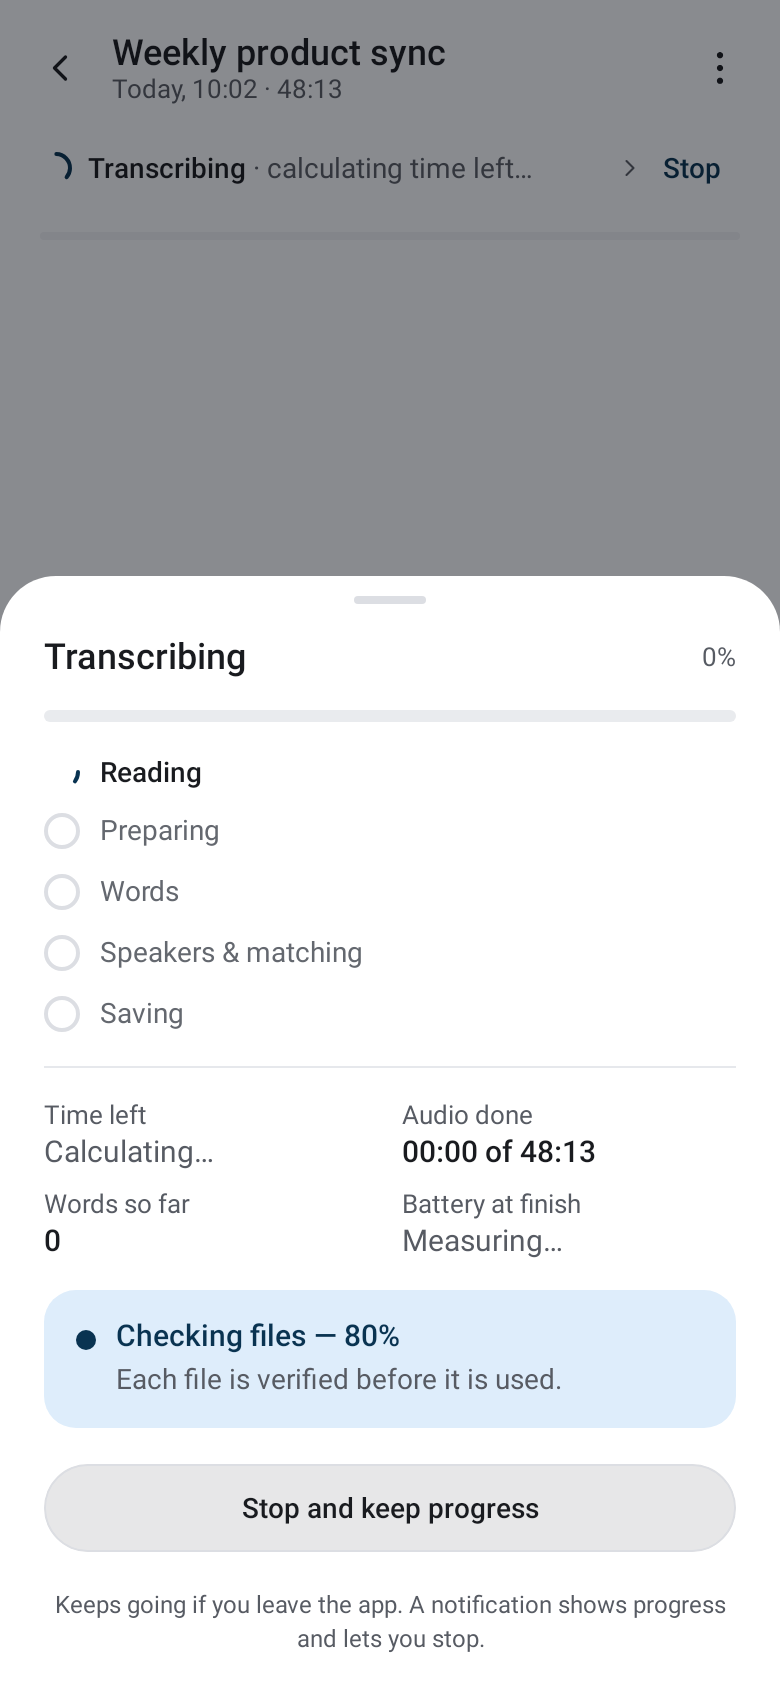 Weekly product sync
Today, 10:02 · 48:13
Transcribing · calculating time left...
Stop
Transcribing
0%
Reading
Preparing
Words
Speakers & matching
Saving
Time left
Audio done
Calculating...
00:00 of 48:13
Words so far
Battery at finish
0
Measuring...
Checking files — 80%
Each file is verified before it is used.
Stop and keep progress
Keeps going if you leave the app. A notification shows progress
and lets you stop.